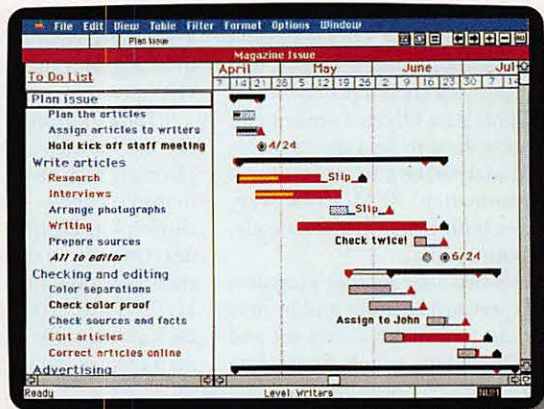 File Edit View Table Filter Format Options Window
Plan issue
Magazine Issue
To Do List
April May June Jul
7 14 21 28 5 12 19 26 2 9 16 23 30 7 14
Plan issue
Plan the articles
Assign articles to writers
Hold kick off staff meeting 4/24
Write articles
Research Slip
Interviews
Arrange photographs Slip
Writing
Prepare sources Check twice!
All to editor 6/24
Checking and editing
Color separations
Check color proof
Check sources and facts Assign to John
Edit articles
Correct articles online
Advertising
Ready Level: Writers NUM